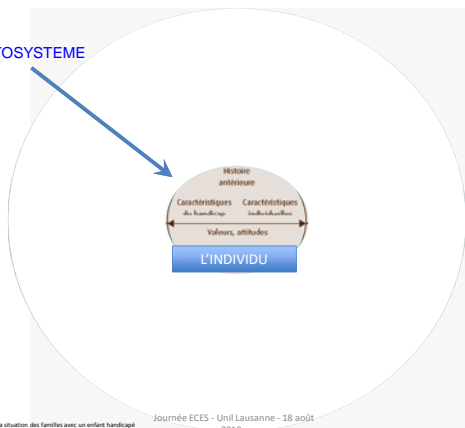 TOSYSTEME
Histoire
antérieure
Caractéristiques Caractéristiques
du handicap individuelles
Valeurs, attitudes
L'INDIVIDU
Journée ECES - Unil Lausanne - 18 août
a situation des familles avec un enfant handicapé